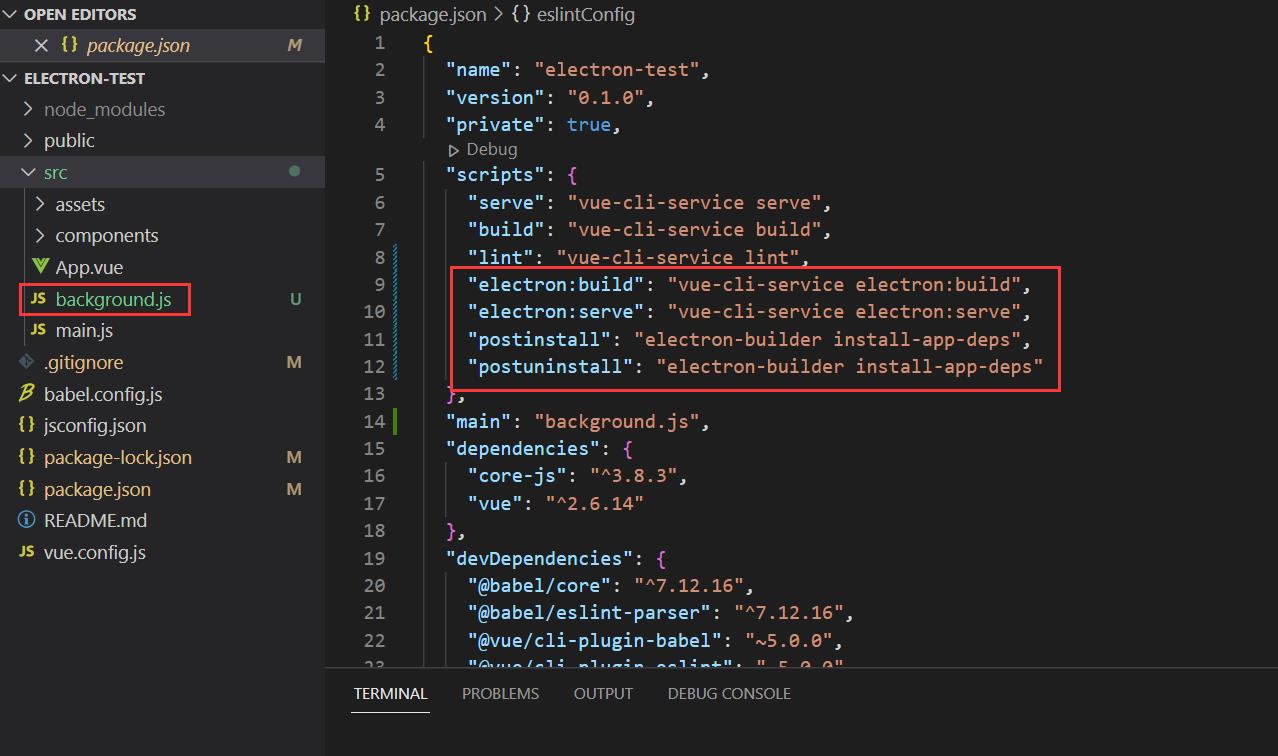 OPEN EDITORS
package.json M
ELECTRON-TEST
node_modules
public
src
assets
components
App.vue
JS background.js U
JS main.js
.gitignore M
babel.config.js
jsconfig.json
package-lock.json M
package.json M
README.md
JS vue.config.js
{} package.json > {} eslintConfig
1 {
2 "name": "electron-test",
3 "version": "0.1.0",
4 "private": true,
Debug
5 "scripts": {
6 "serve": "vue-cli-service serve",
7 "build": "vue-cli-service build",
8 "lint": "vue-cli-service lint",
9 "electron:build": "vue-cli-service electron:build",
10 "electron:serve": "vue-cli-service electron:serve",
11 "postinstall": "electron-builder install-app-deps",
12 "postuninstall": "electron-builder install-app-deps"
13 },
14 "main": "background.js",
15 "dependencies": {
16 "core-js": "^3.8.3",
17 "vue": "^2.6.14"
18 },
19 "devDependencies": {
20 "@babel/core": "^7.12.16",
21 "@babel/eslint-parser": "^7.12.16",
22 "@vue/cli-plugin-babel": "~5.0.0",
23 "@vue/cli-plugin-eslint":
TERMINAL PROBLEMS OUTPUT DEBUG CONSOLE